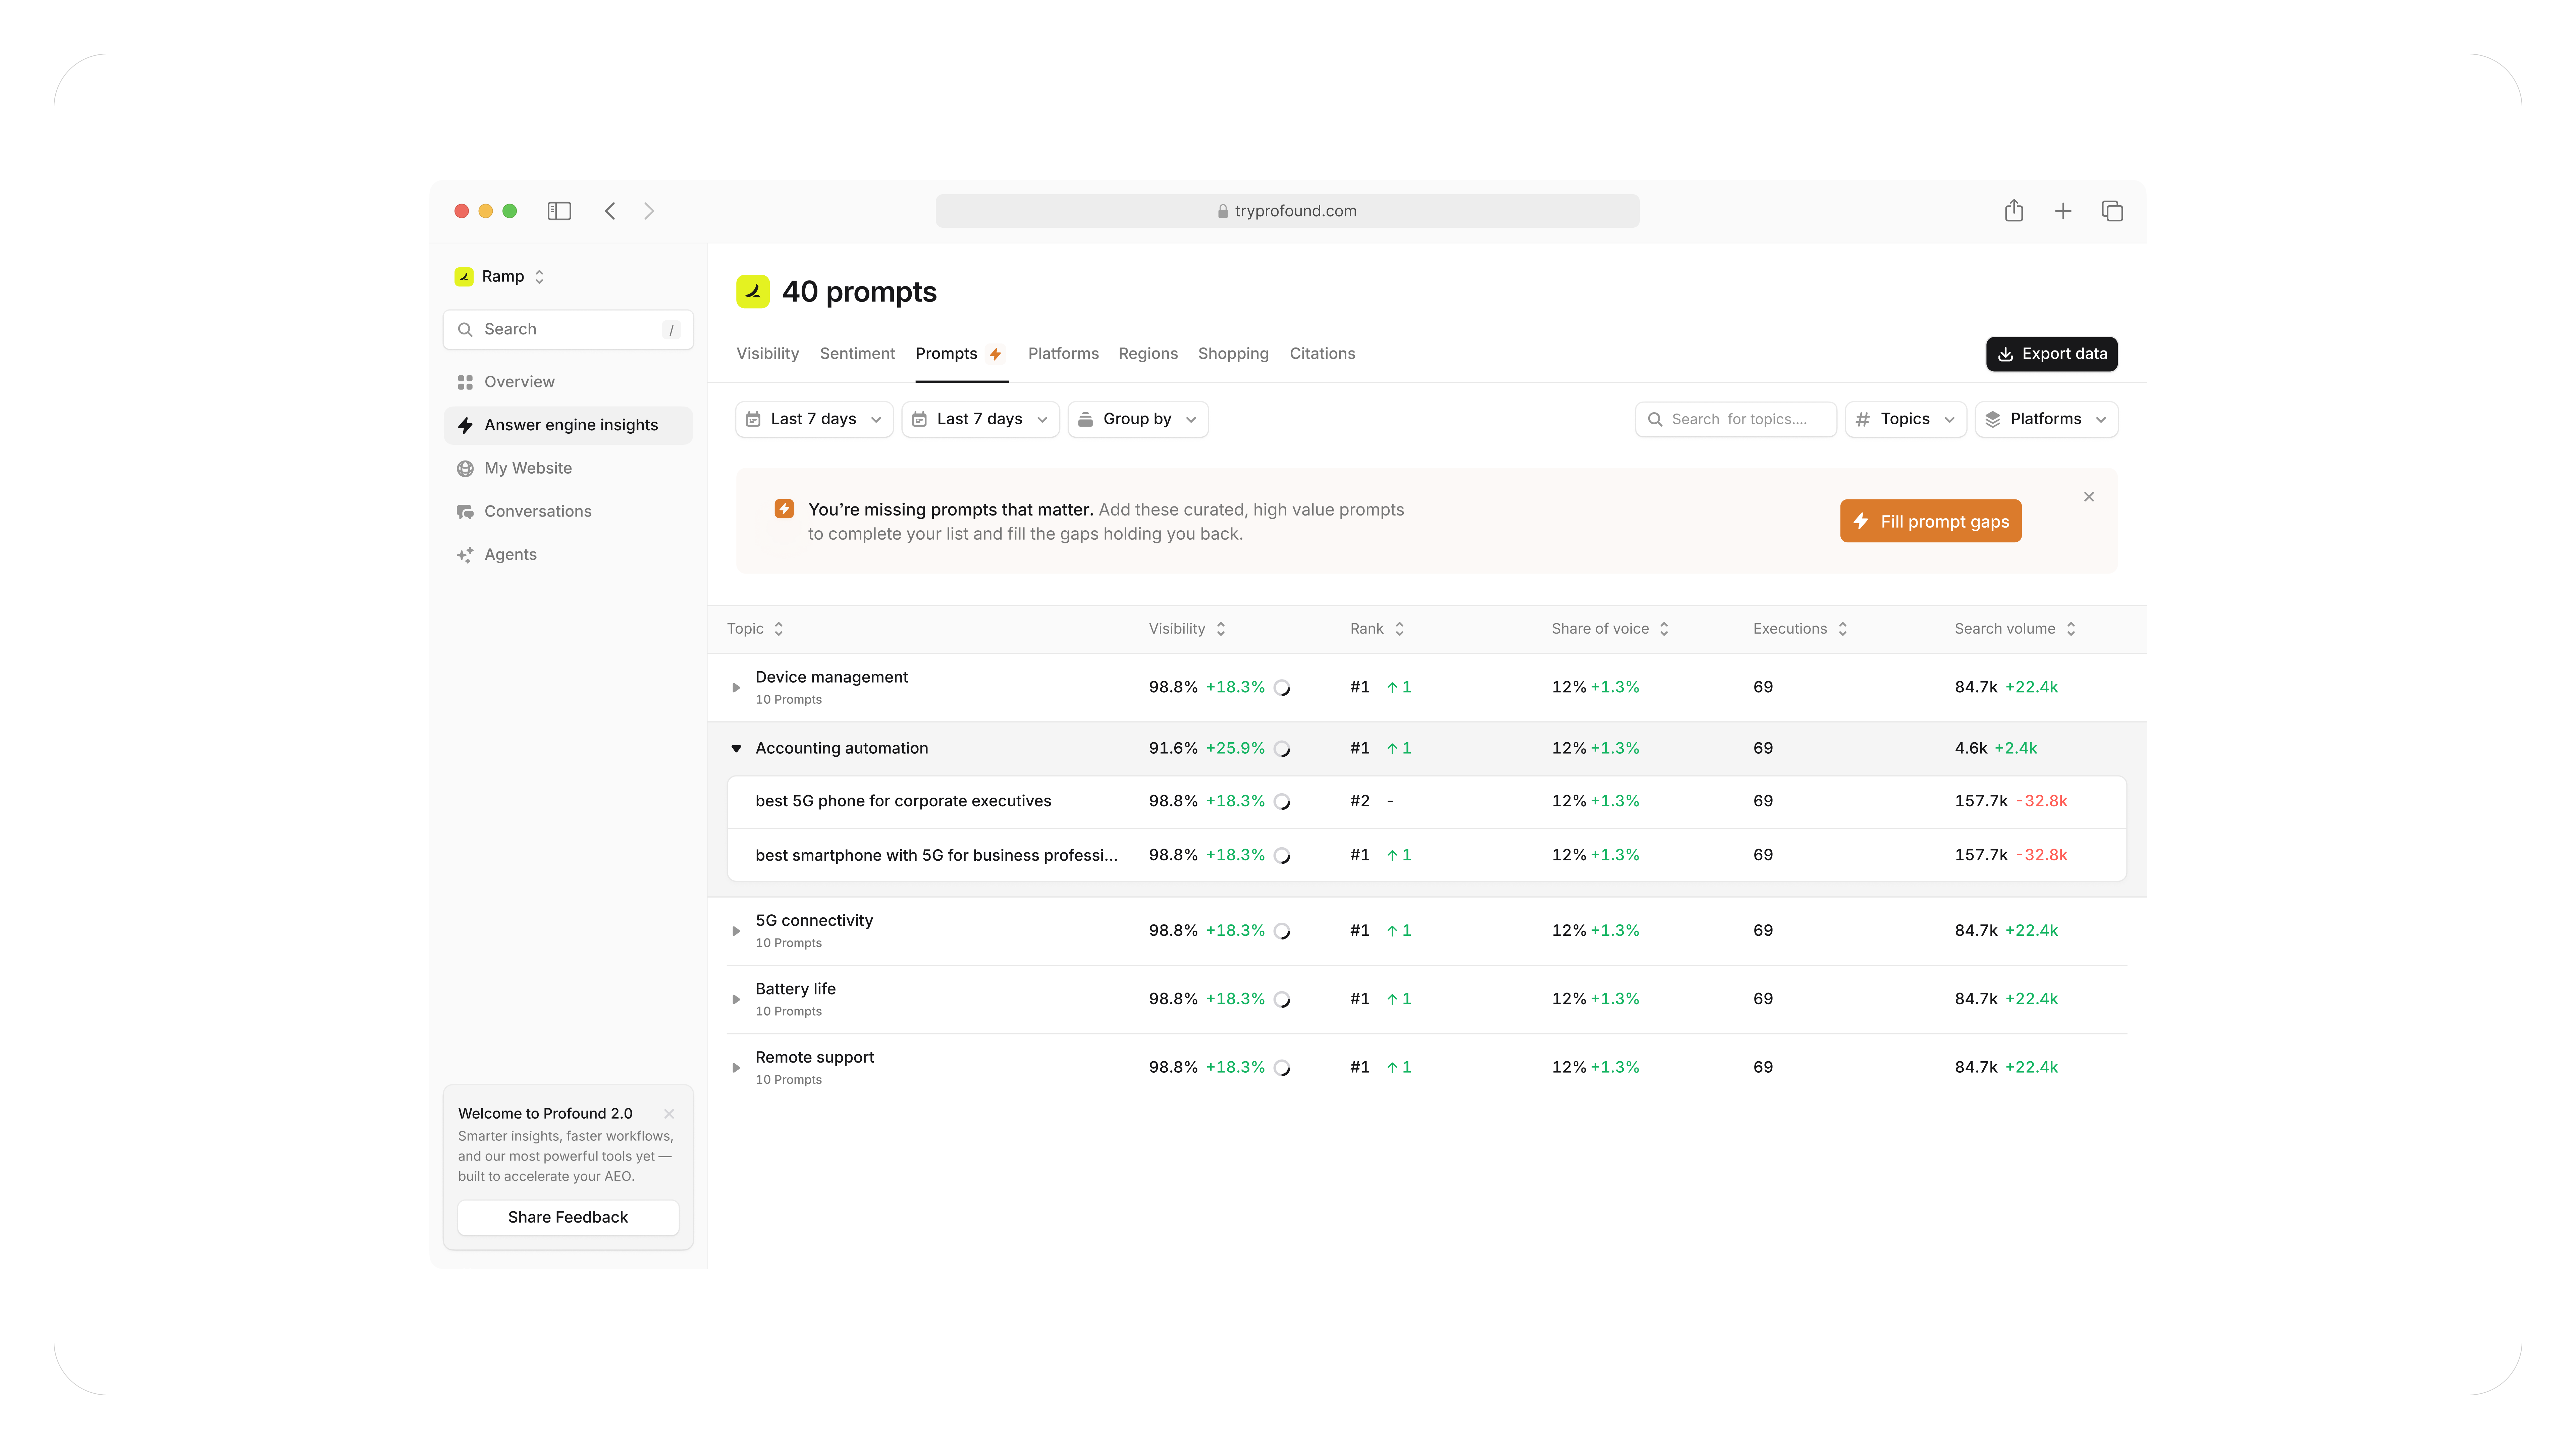 tryprofound.com
Ramp
Search /
Overview
Answer engine insights
My Website
Conversations
Agents
Welcome to Profound 2.0
Smarter insights, faster workflows,
and our most powerful tools yet —
built to accelerate your AEO.
Share Feedback
40 prompts
Visibility Sentiment Prompts Platforms Regions Shopping Citations
Export data
Last 7 days Last 7 days Group by Search for topics.... Topics Platforms
You’re missing prompts that matter. Add these curated, high value prompts
to complete your list and fill the gaps holding you back.
Fill prompt gaps
Topic Visibility Rank Share of voice Executions Search volume
Device management
10 Prompts
98.8% +18.3% #1 ↑ 1 12% +1.3% 69 84.7k +22.4k
Accounting automation 91.6% +25.9% #1 ↑ 1 12% +1.3% 69 4.6k +2.4k
best 5G phone for corporate executives 98.8% +18.3% #2 - 12% +1.3% 69 157.7k -32.8k
best smartphone with 5G for business professi... 98.8% +18.3% #1 ↑ 1 12% +1.3% 69 157.7k -32.8k
5G connectivity
10 Prompts
98.8% +18.3% #1 ↑ 1 12% +1.3% 69 84.7k +22.4k
Battery life
10 Prompts
98.8% +18.3% #1 ↑ 1 12% +1.3% 69 84.7k +22.4k
Remote support
10 Prompts
98.8% +18.3% #1 ↑ 1 12% +1.3% 69 84.7k +22.4k